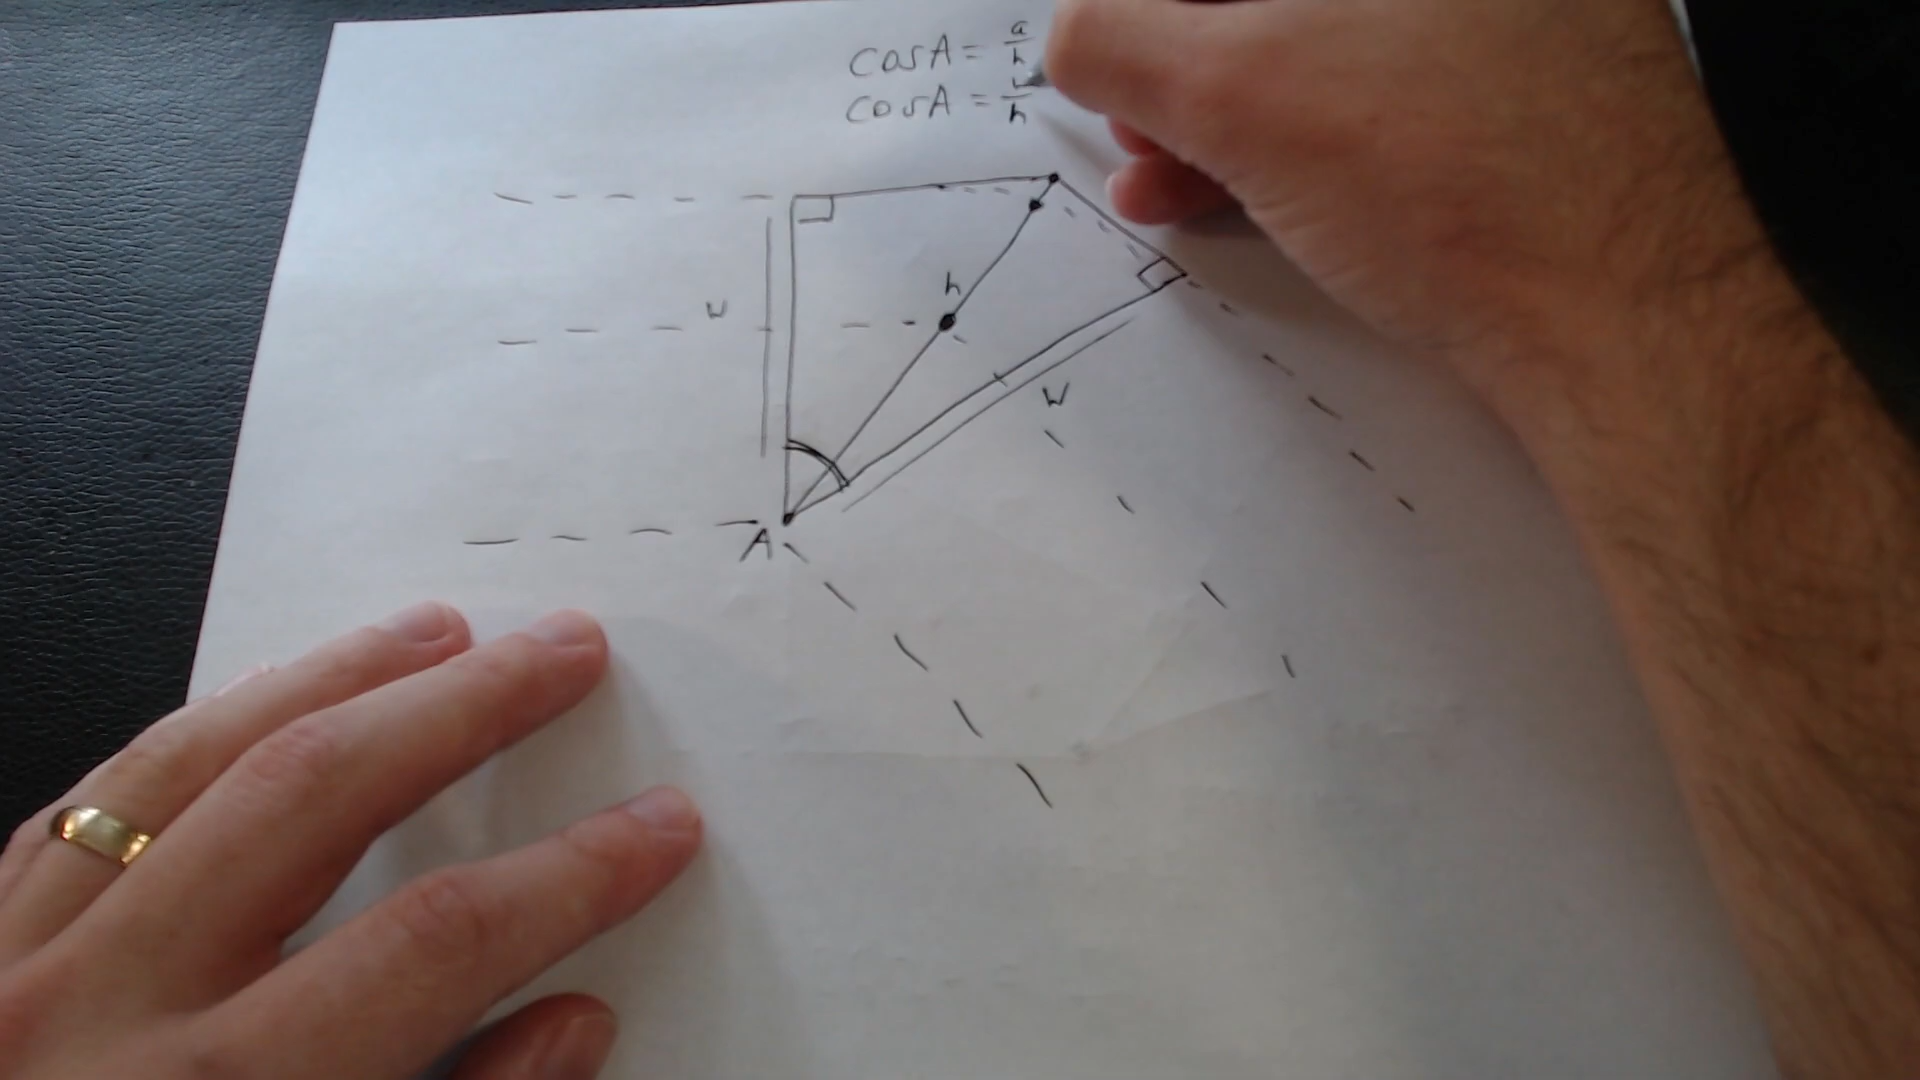 cosA = a/h
cosA = w/h
h
w
w
A